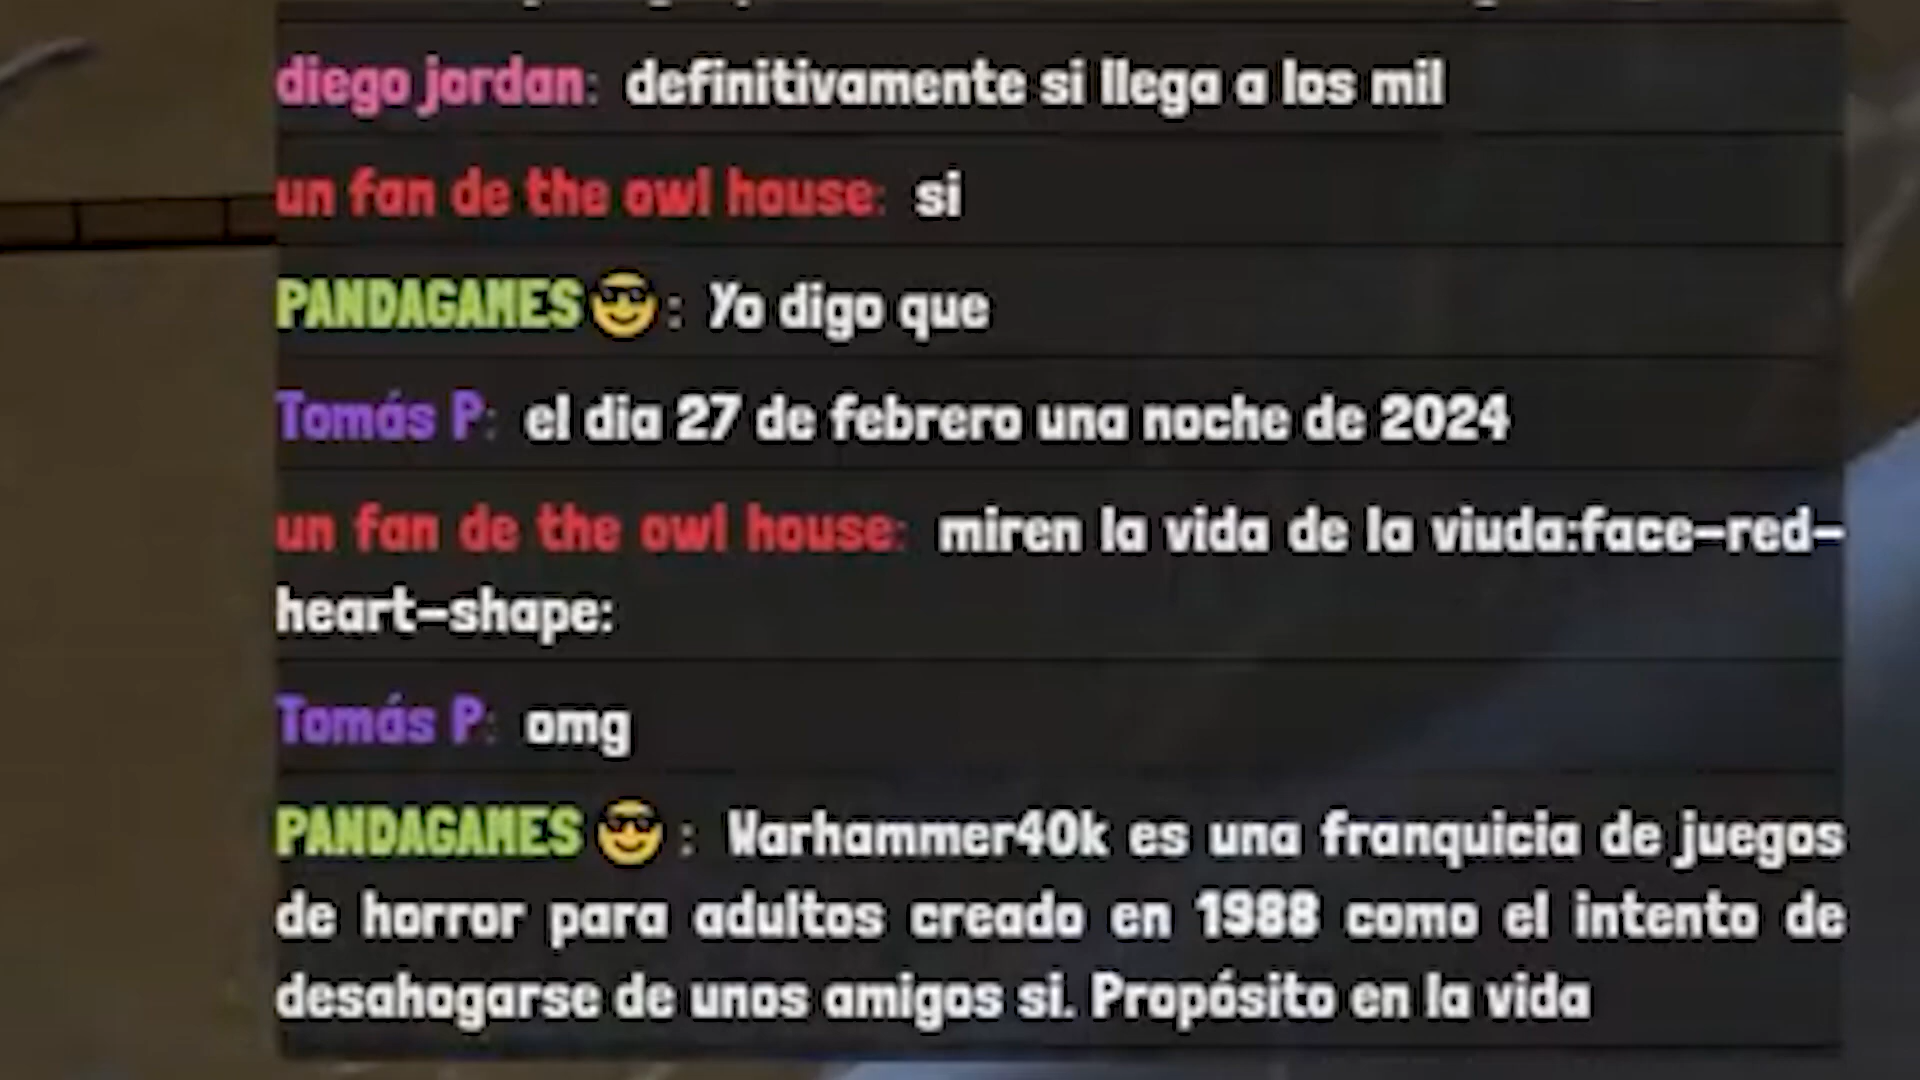 diego jordan: definitivamente si llega a los mil
un fan de the owl house: si
PANDAGAMES😎: Yo digo que
Tomás P: el dia 27 de febrero una noche de 2024
un fan de the owl house: miren la vida de la viuda:face-red-
heart-shape:
Tomás P: omg
PANDAGAMES😎: Warhammer40k es una franquicia de juegos
de horror para adultos creado en 1988 como el intento de
desahogarse de unos amigos si. Propósito en la vida